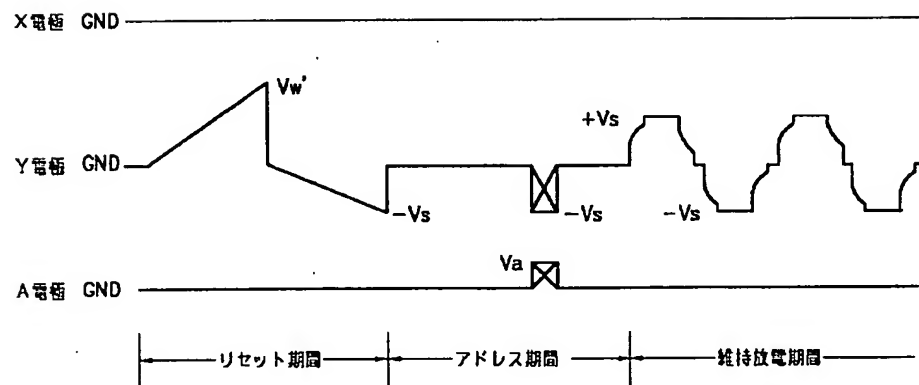 X電極 GND
Vw'
+Vs
Y電極 GND
−Vs
−Vs
−Vs
Va
A電極 GND
リセット期間
アドレス期間
維持放電期間